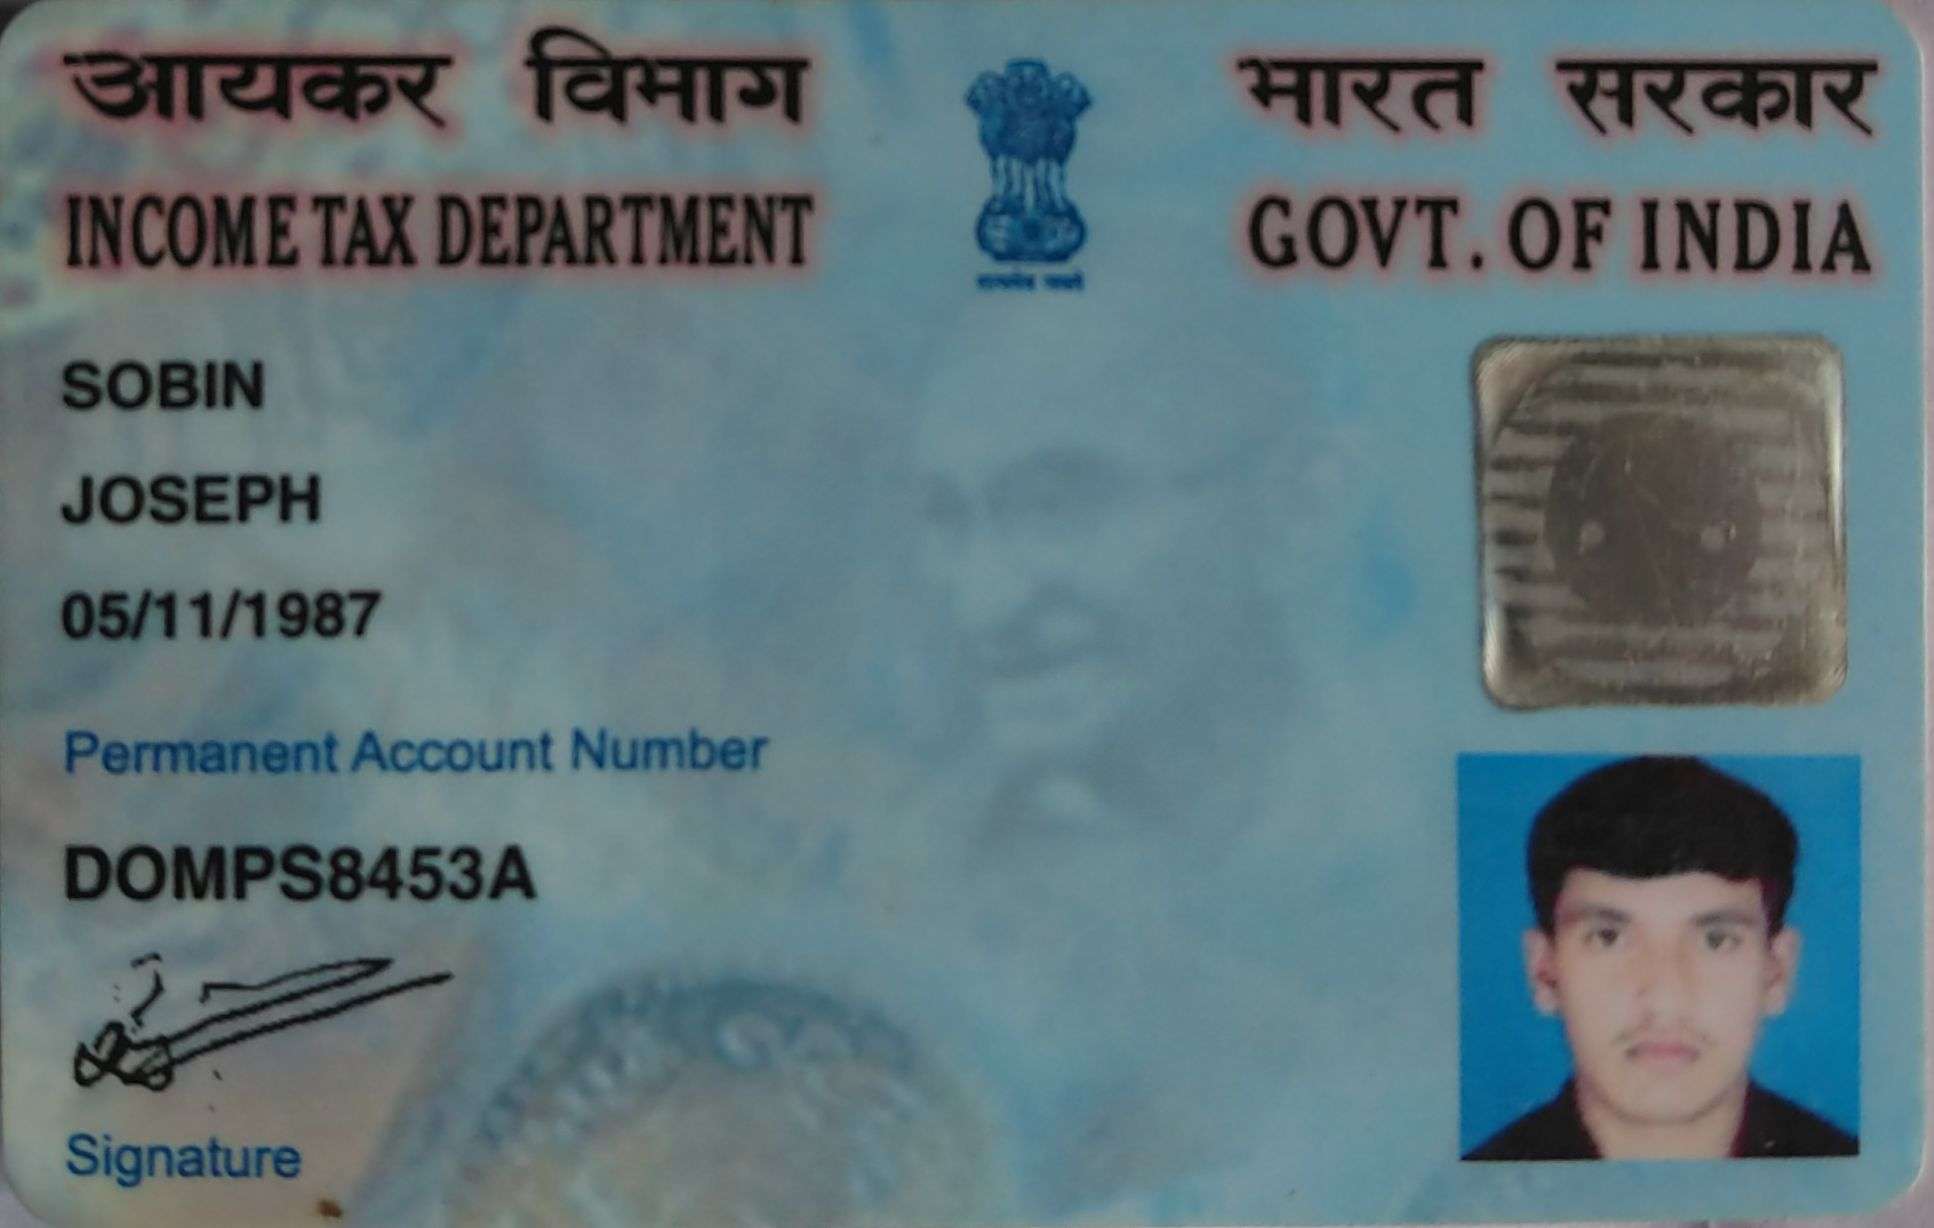 आयकर विभाग
INCOME TAX DEPARTMENT
भारत सरकार
GOVT. OF INDIA
सत्यमेव जयते
SOBIN
JOSEPH
05/11/1987
Permanent Account Number
DOMPS8453A
Signature